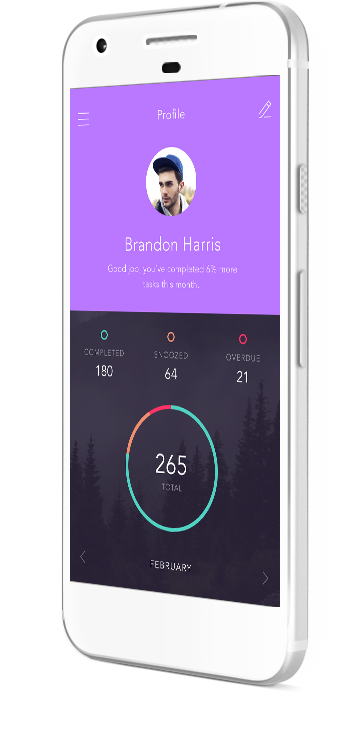 Profile
Brandon Harris
Good job, you've completed 6% more
tasks this month.
COMPLETED
180
SNOOZED
64
OVERDUE
21
265
TOTAL
FEBRUARY